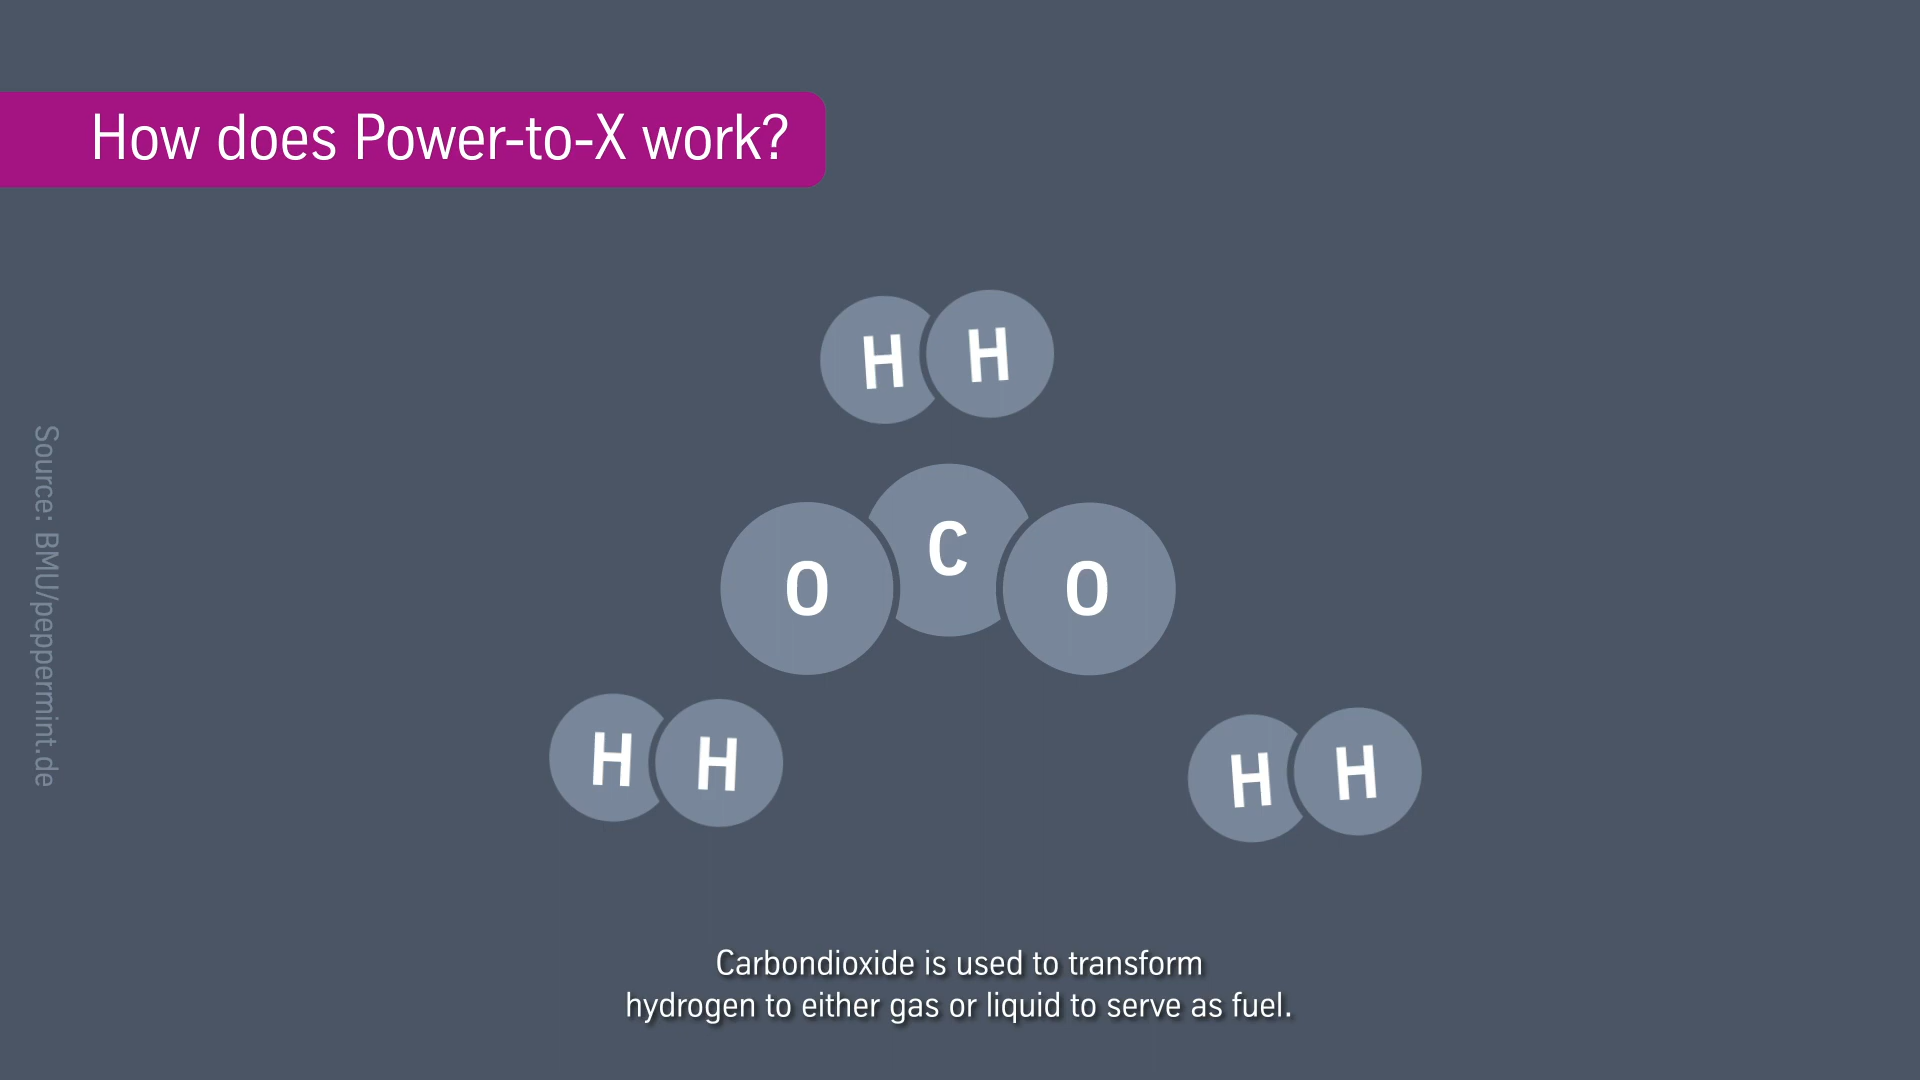 How does Power-to-X work?
H H
C
O O
H H
H H
Source: BMU/peppermint.de
Carbondioxide is used to transform
hydrogen to either gas or liquid to serve as fuel.